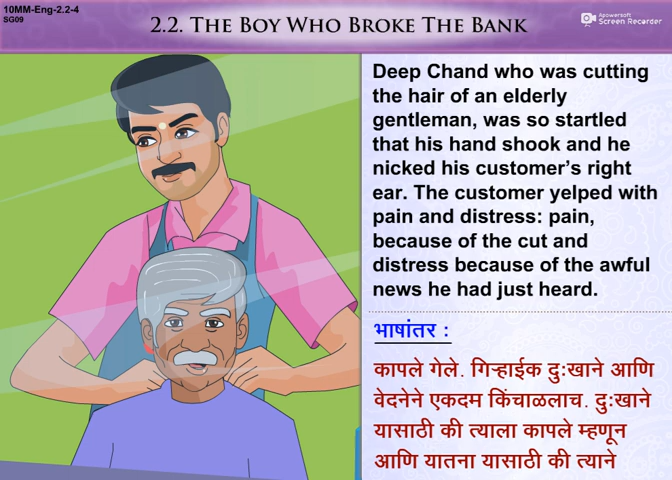 10MM-Eng-2.2-4
SG09
2.2. The Boy Who Broke The Bank
Apowersoft
Screen Recorder
Deep Chand who was cutting
the hair of an elderly
gentleman, was so startled
that his hand shook and he
nicked his customer's right
ear. The customer yelped with
pain and distress: pain,
because of the cut and
distress because of the awful
news he had just heard.
भाषांतर :
कापले गेले. गिऱ्हाईक दुःखाने आणि
वेदनेने एकदम किंचाळलाच. दुःखाने
यासाठी की त्याला कापले म्हणून
आणि यातना यासाठी की त्याने